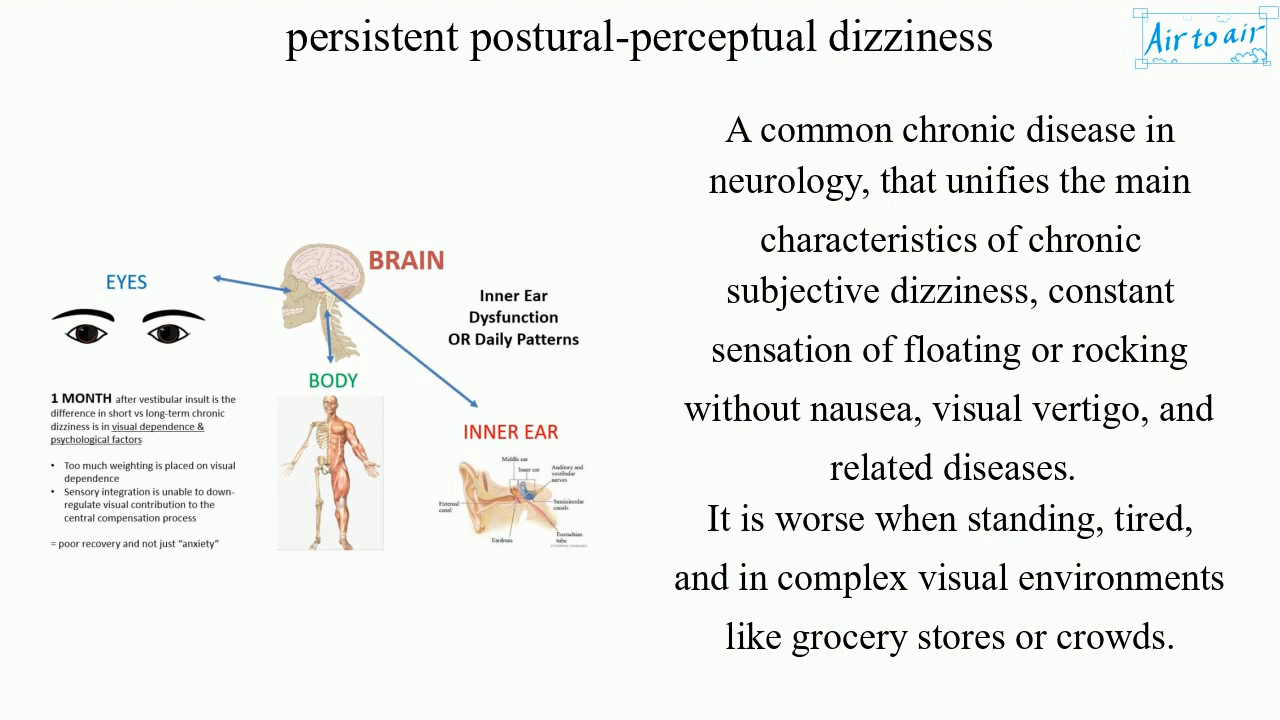 persistent postural-perceptual dizziness
Air to air
EYES
BRAIN
Inner Ear
Dysfunction
OR Daily Patterns
BODY
1 MONTH after vestibular insult is the
difference in short vs long-term chronic
dizziness is in visual dependence &
psychological factors
• Too much weighting is placed on visual
dependence
• Sensory integration is unable to down-
regulate visual contribution to the
central compensation process
= poor recovery and not just “anxiety”
INNER EAR
Middle ear
Inner ear
Auditory and
vestibular
nerves
External
canal
Semicircular
canals
Eardrum
Eustachian
tube
A common chronic disease in
neurology, that unifies the main
characteristics of chronic
subjective dizziness, constant
sensation of floating or rocking
without nausea, visual vertigo, and
related diseases.
It is worse when standing, tired,
and in complex visual environments
like grocery stores or crowds.